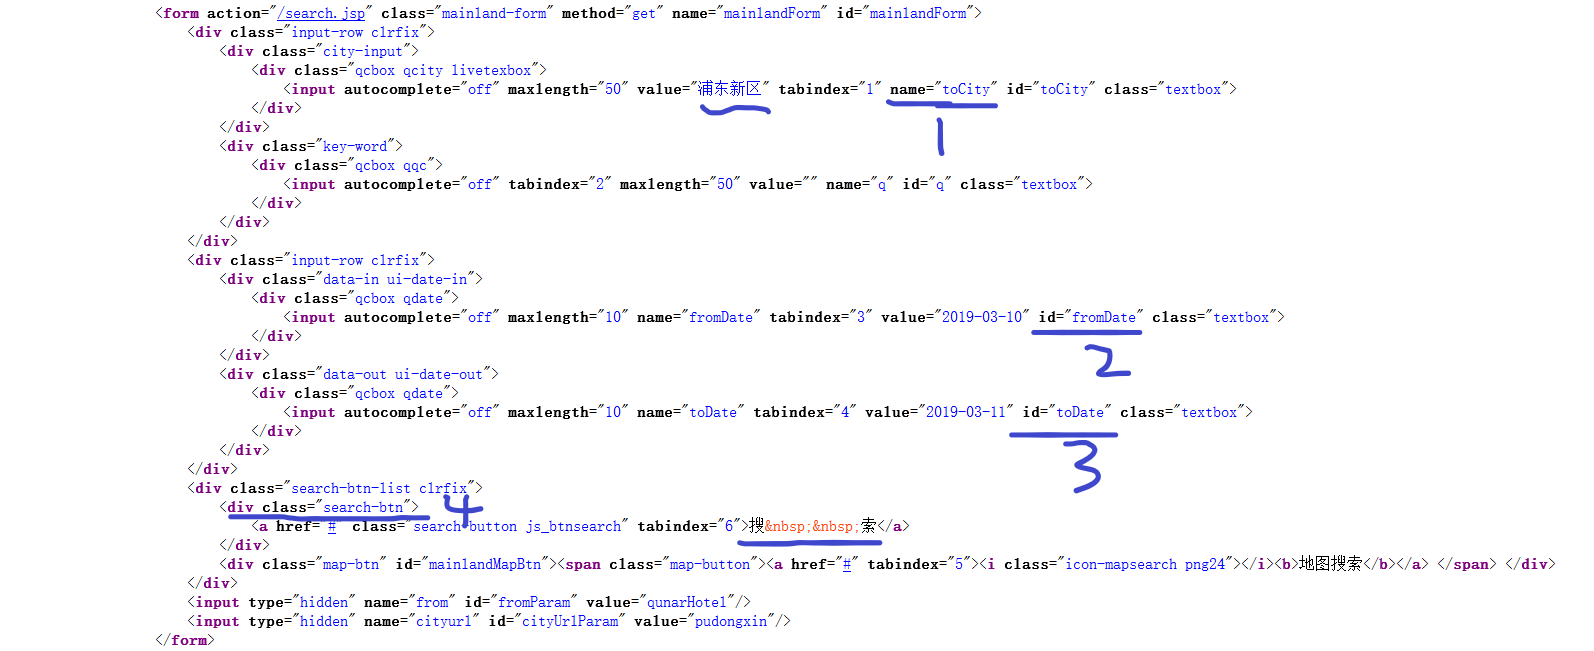 <form action="/search.jsp" class="mainland-form" method="get" name="mainlandForm" id="mainlandForm">
<div class="input-row clrfix">
<div class="city-input">
<div class="qcbox qcity livetexbox">
<input autocomplete="off" maxlength="50" value="浦东新区" tabindex="1" name="toCity" id="toCity" class="textbox">
</div>
1
</div>
<div class="key-word">
<div class="qcbox qqc">
<input autocomplete="off" tabindex="2" maxlength="50" value="" name="q" id="q" class="textbox">
</div>
</div>
</div>
<div class="input-row clrfix">
<div class="data-in ui-date-in">
<div class="qcbox qdate">
<input autocomplete="off" maxlength="10" name="fromDate" tabindex="3" value="2019-03-10" id="fromDate" class="textbox">
</div>
</div>
2
<div class="data-out ui-date-out">
<div class="qcbox qdate">
<input autocomplete="off" maxlength="10" name="toDate" tabindex="4" value="2019-03-11" id="toDate" class="textbox">
</div>
</div>
</div>
3
<div class="search-btn-list clrfix">
<div class="search-btn">
4
<a href="#" class="search-button js_btnsearch" tabindex="6">搜&nbsp;&nbsp;索</a>
</div>
<div class="map-btn" id="mainlandMapBtn"><span class="map-button"><a href="#" tabindex="5"><i class="icon-mapsearch png24"></i><b>地图搜索</b></a> </span> </div>
</div>
<input type="hidden" name="from" id="fromParam" value="qunarHotel"/>
<input type="hidden" name="cityurl" id="cityUrlParam" value="pudongxin"/>
</form>